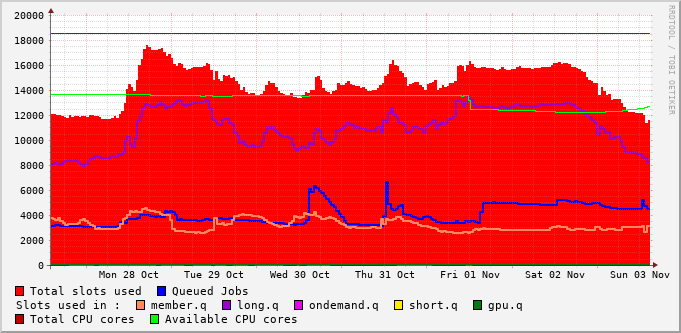 20000
18000
16000
14000
12000
10000
8000
6000
4000
2000
0
Mon 28 Oct Tue 29 Oct Wed 30 Oct Thu 31 Oct Fri 01 Nov Sat 02 Nov Sun 03 Nov
Total slots used Queued Jobs
Slots used in : member.q long.q ondemand.q short.q gpu.q
Total CPU cores Available CPU cores
RRDTOOL / TOBI OETIKER